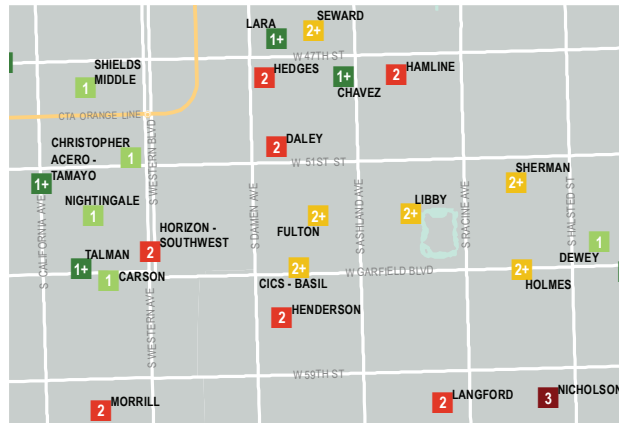 LARA
1+
SEWARD
2+
W 47TH ST
SHIELDS
MIDDLE
1
HEDGES
2
CHAVEZ
1+
HAMLINE
2
CTA ORANGE LINE
CHRISTOPHER
1
DALEY
2
W 51ST ST
ACERO -
TAMAYO
1+
SHERMAN
2+
NIGHTINGALE
1
FULTON
2+
LIBBY
2+
HORIZON -
SOUTHWEST
2
DEWEY
1
TALMAN
1+
CARSON
1
CICS - BASIL
2+
W GARFIELD BLVD
HOLMES
2+
HENDERSON
2
W 59TH ST
MORRILL
2
LANGFORD
2
NICHOLSON
3
S CALIFORNIA AVE
S WESTERN BLVD
S WESTERN AVE
S DAMEN AVE
S ASHLAND AVE
S RACINE AVE
S HALSTED ST